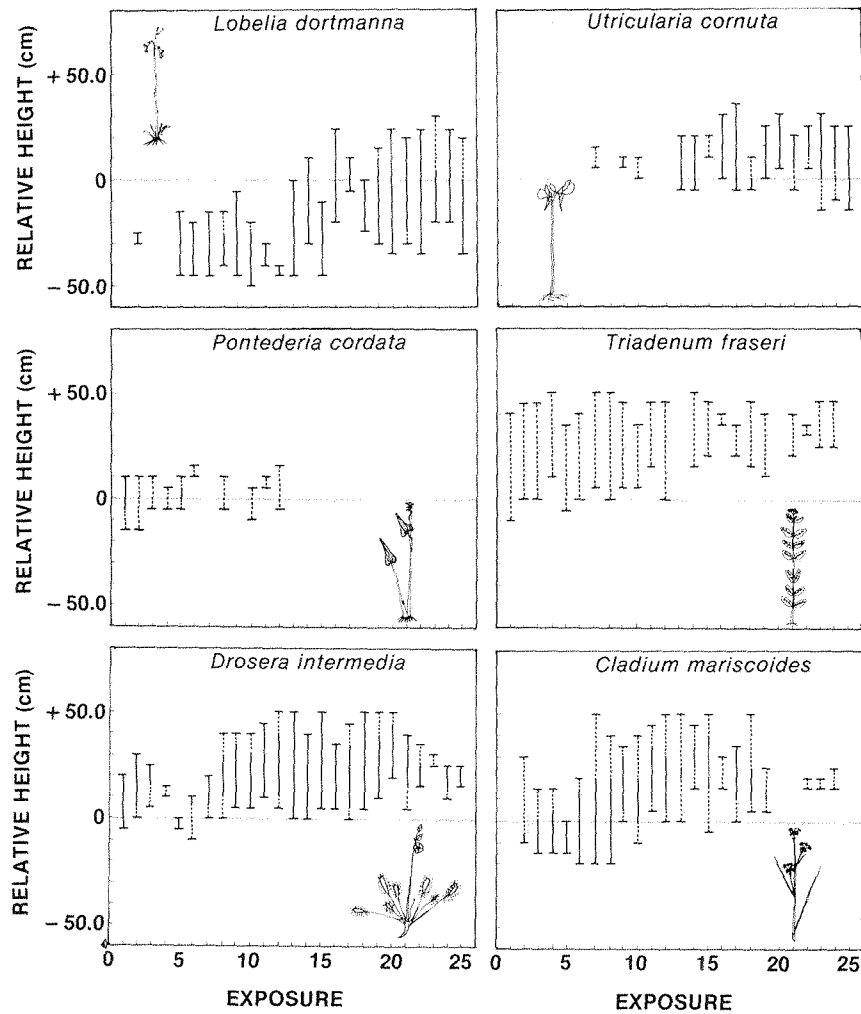 Lobelia dortmanna
Utricularia cornuta
RELATIVE HEIGHT (cm)
+ 50.0
0
− 50.0
Pontederia cordata
Triadenum fraseri
RELATIVE HEIGHT (cm)
+ 50.0
0
− 50.0
Drosera intermedia
Cladium mariscoides
RELATIVE HEIGHT (cm)
+ 50.0
0
− 50.0
0 5 10 15 20 25
0 5 10 15 20 25
EXPOSURE
EXPOSURE